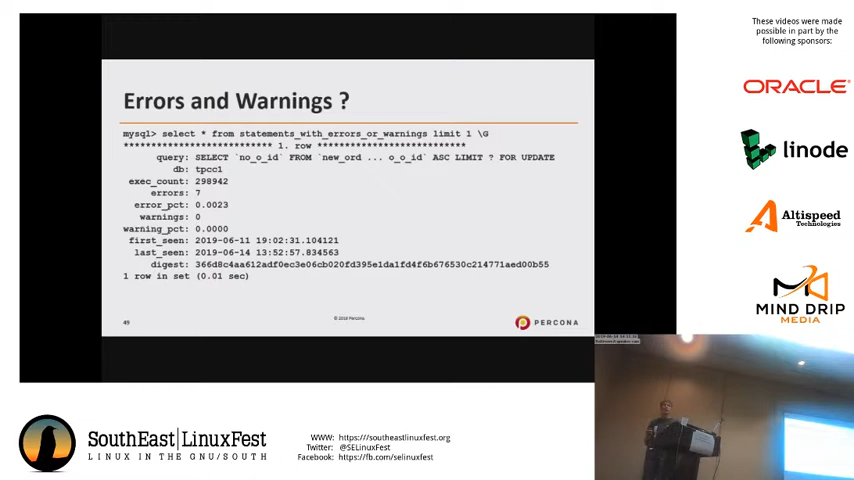 These videos were made
possible in part by the
following sponsors:
ORACLE
linode
Altispeed
Technologies
MIND DRIP
MEDIA
Errors and Warnings ?
mysql> select * from statements_with_errors_or_warnings limit 1 \G
*************************** 1. row ***************************
query: SELECT `no_o_id` FROM `new_ord ... o_o_id` ASC LIMIT ? FOR UPDATE
db: tpcc1
exec_count: 298942
errors: 7
error_pct: 0.0023
warnings: 0
warning_pct: 0.0000
first_seen: 2019-06-11 19:02:31.104121
last_seen: 2019-06-14 13:52:57.834563
digest: 366d8c4aa612adf0ec3e06cb020fd395e1da1fd4f6b676530c214771aed00b55
1 row in set (0.01 sec)
49
© 2019 Percona
PERCONA
SouthEast|LinuxFest
LINUX IN THE GNU/SOUTH
WWW: https://southeastlinuxfest.org
Twitter: @SELinuxFest
Facebook: https://fb.com/selinuxfest